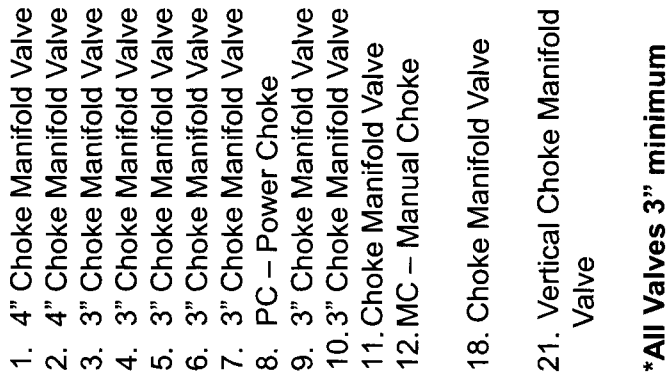 1. 4” Choke Manifold Valve
2. 4” Choke Manifold Valve
3. 3” Choke Manifold Valve
4. 3” Choke Manifold Valve
5. 3” Choke Manifold Valve
6. 3” Choke Manifold Valve
7. 3” Choke Manifold Valve
8. PC – Power Choke
9. 3” Choke Manifold Valve
10. 3” Choke Manifold Valve
11. Choke Manifold Valve
12. MC – Manual Choke
18. Choke Manifold Valve
21. Vertical Choke Manifold
Valve
*All Valves 3” minimum